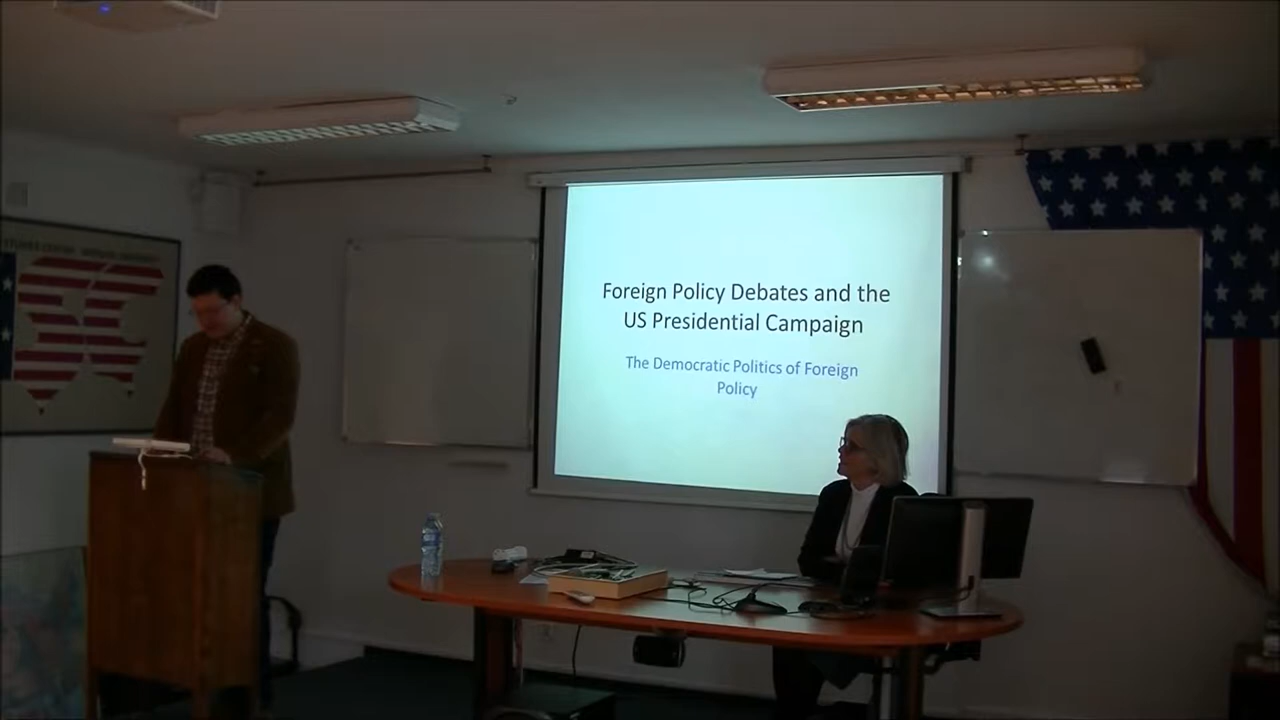 Foreign Policy Debates and the
US Presidential Campaign
The Democratic Politics of Foreign
Policy